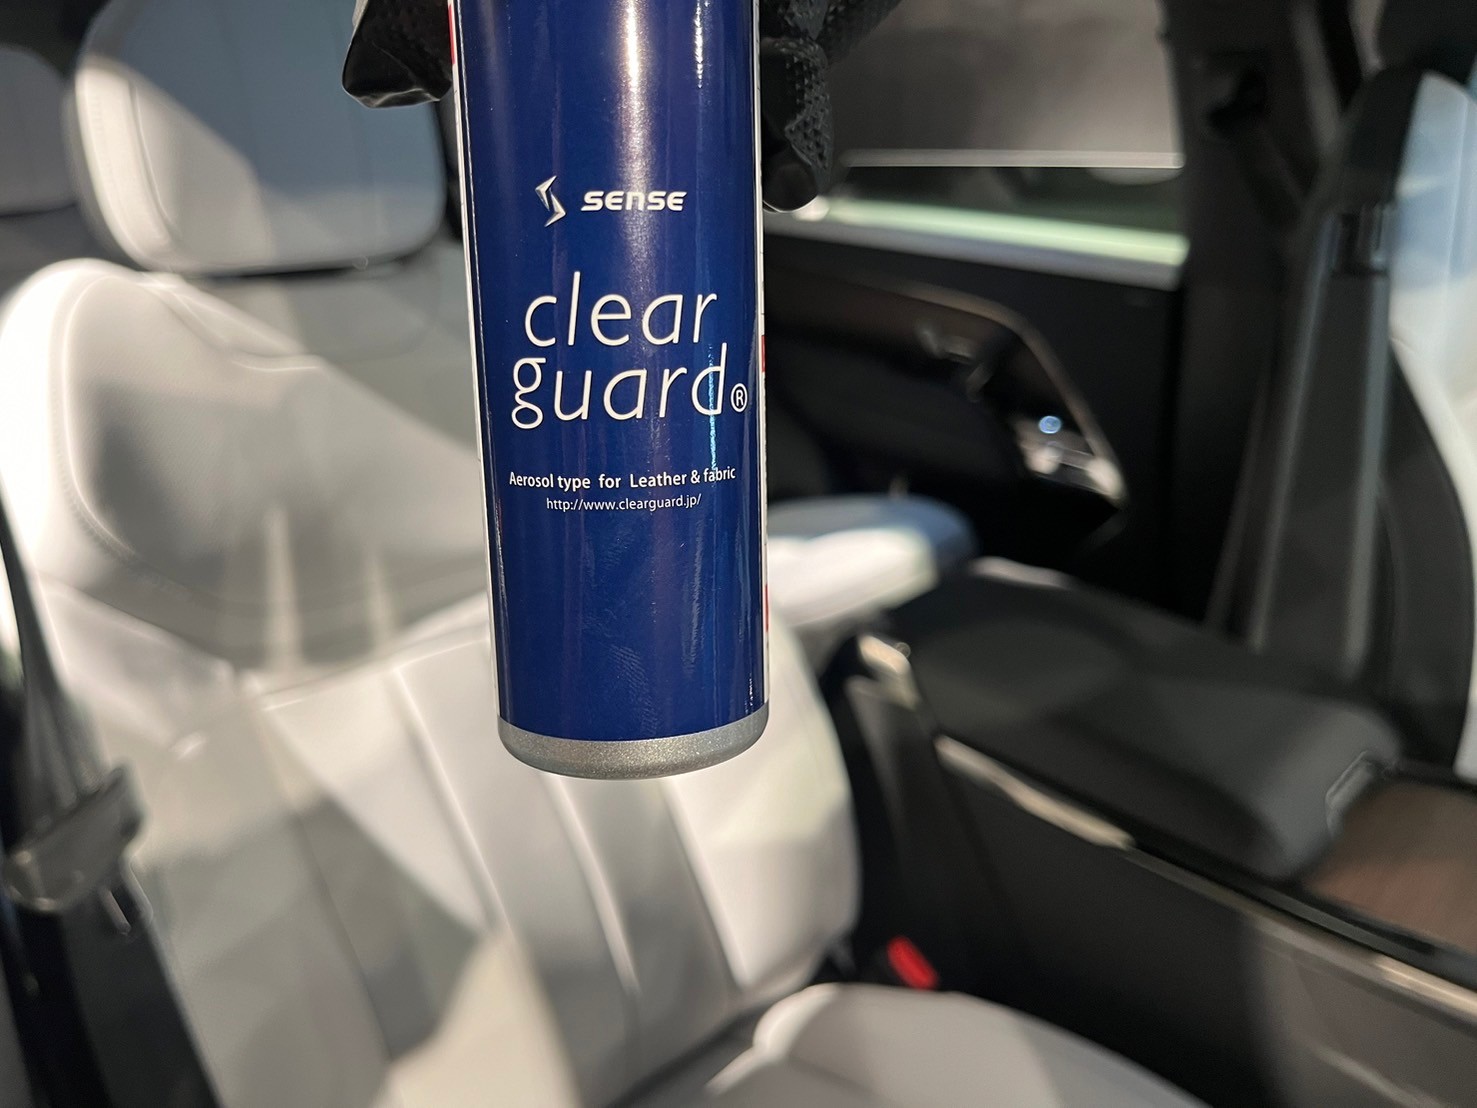 SENSE
clear
guard®
Aerosol type for Leather & fabric
http://www.clearguard.jp/